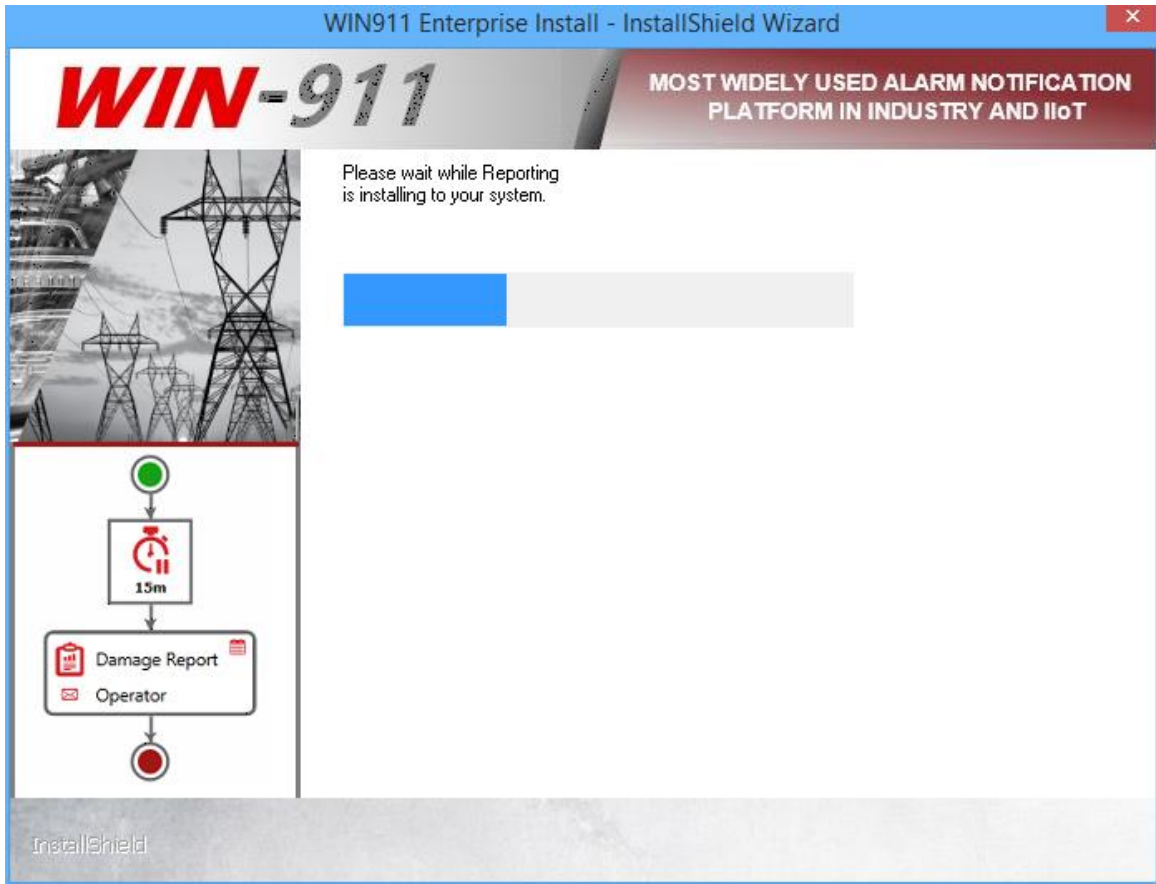 WIN911 Enterprise Install - InstallShield Wizard
WIN-911
MOST WIDELY USED ALARM NOTIFICATION
PLATFORM IN INDUSTRY AND IIoT
Please wait while Reporting
is installing to your system.
15m
Damage Report
Operator
InstallShield